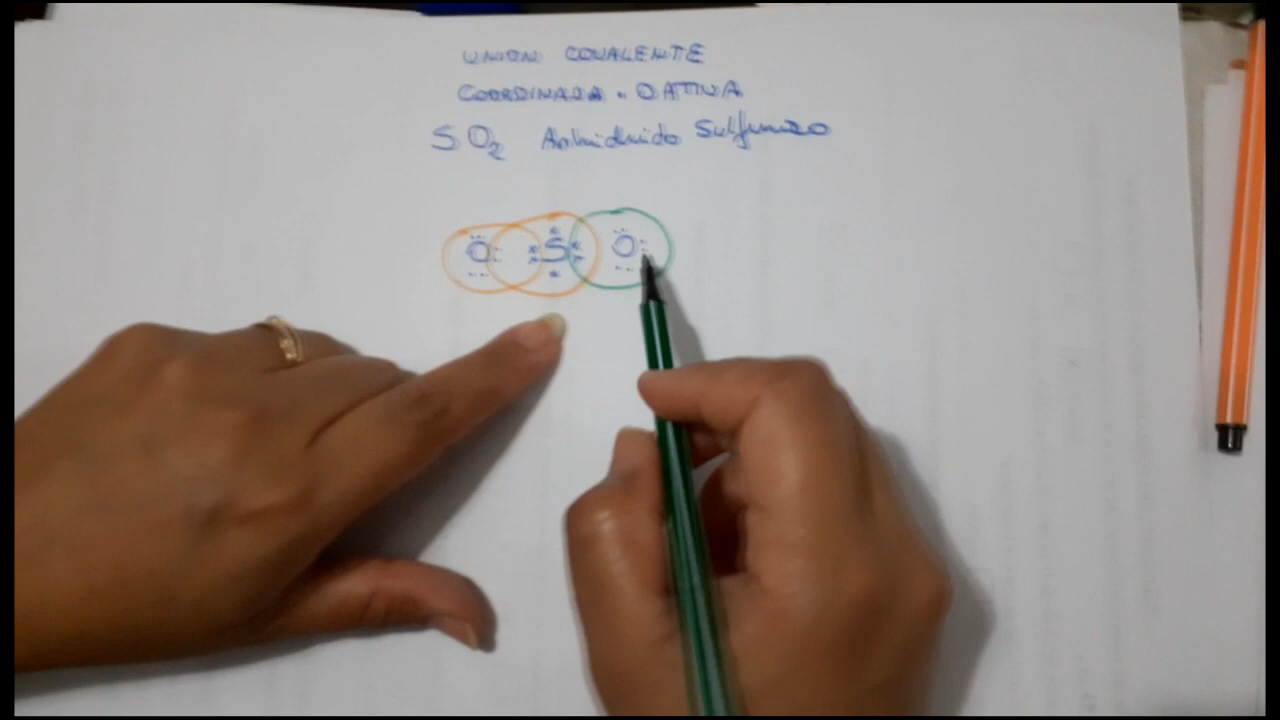 UNION COVALENTE
COORDINADA o DATIVA
SO₂ Anhidrido Sulfuroso
O S O